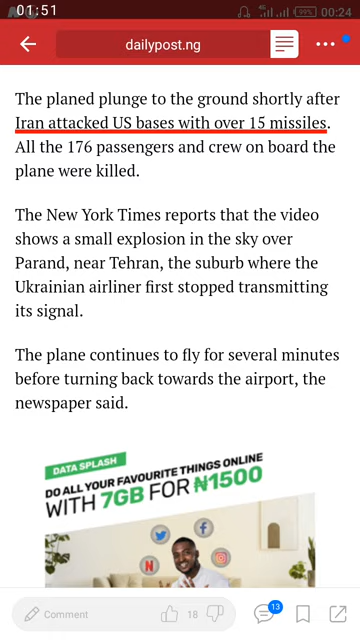 01:51
99%
00:24
dailypost.ng
The planed plunge to the ground shortly after
Iran attacked US bases with over 15 missiles.
All the 176 passengers and crew on board the
plane were killed.
The New York Times reports that the video
shows a small explosion in the sky over
Parand, near Tehran, the suburb where the
Ukrainian airliner first stopped transmitting
its signal.
The plane continues to fly for several minutes
before turning back towards the airport, the
newspaper said.
DATA SPLASH
DO ALL YOUR FAVOURITE THINGS ONLINE
WITH 7GB FOR ₦1500
N
Comment
18
13